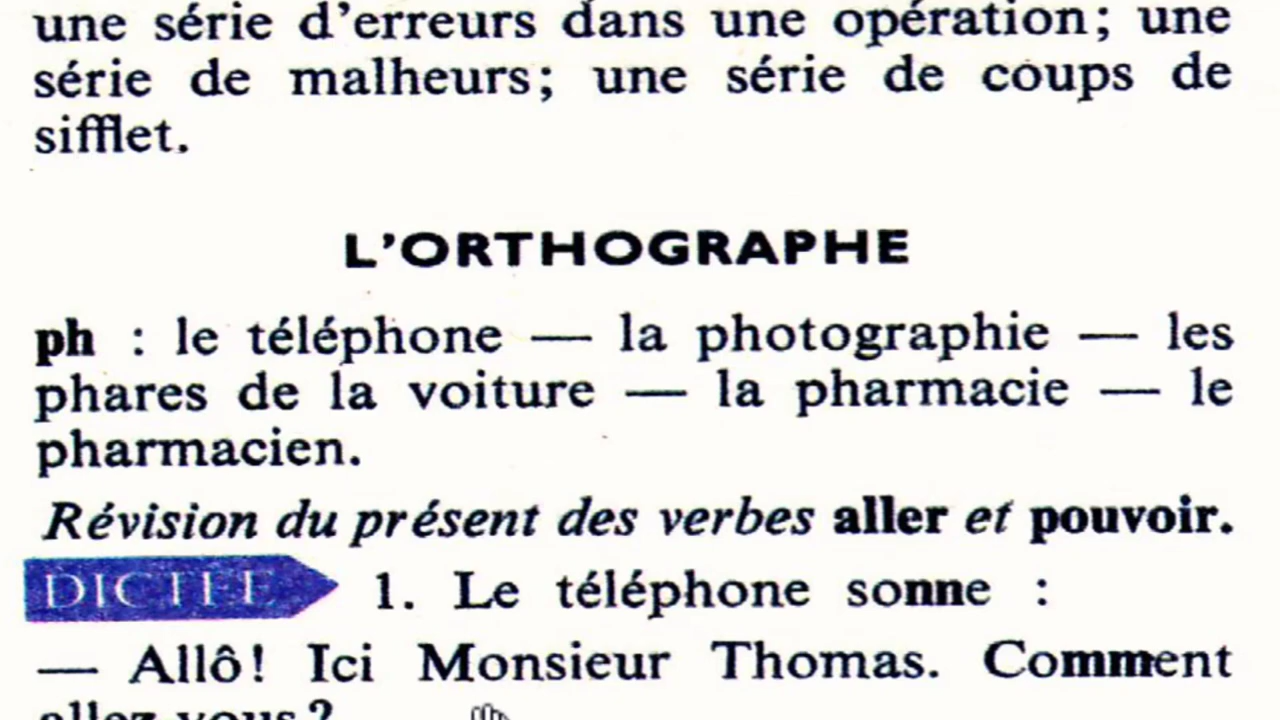 une série d'erreurs dans une opération; une
série de malheurs; une série de coups de
sifflet.
L'ORTHOGRAPHE
ph : le téléphone — la photographie — les
phares de la voiture — la pharmacie — le
pharmacien.
Révision du présent des verbes aller et pouvoir.
DICTÉE 1. Le téléphone sonne :
— Allô! Ici Monsieur Thomas. Comment
allez-vous?